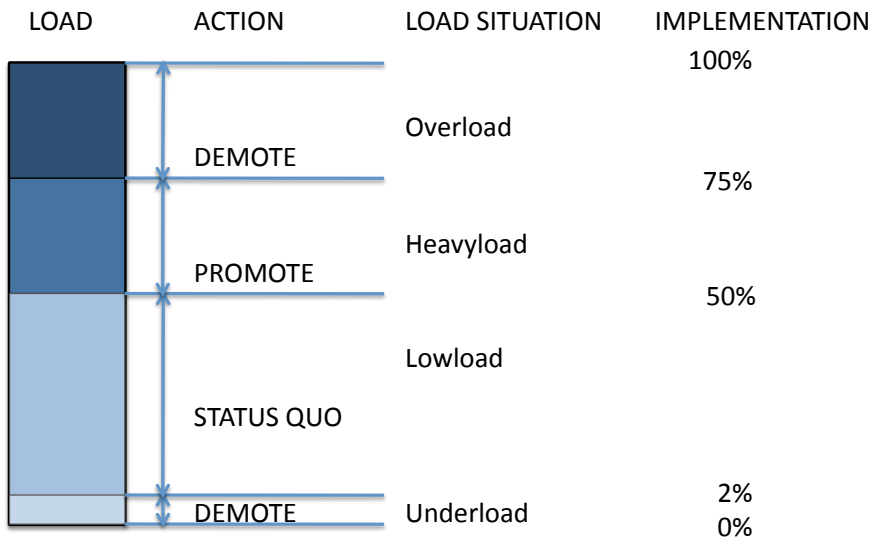 LOAD ACTION LOAD SITUATION IMPLEMENTATION
100%
Overload
DEMOTE
75%
Heavyload
PROMOTE
50%
Lowload
STATUS QUO
2%
DEMOTE Underload
0%